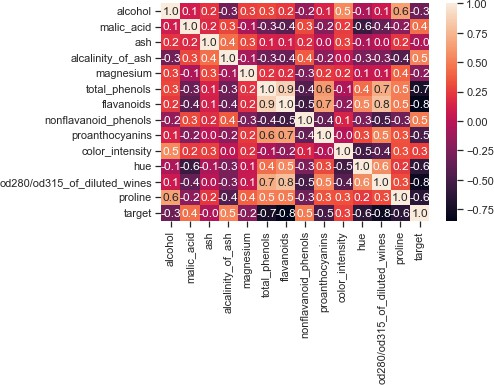 alcohol 1.0 0.1 0.2 -0.3 0.3 0.3 0.2 -0.2 0.1 0.5 -0.1 0.1 0.6 -0.3
malic_acid 0.1 1.0 0.2 0.3 -0.1 -0.3 -0.4 0.3 -0.2 0.2 -0.6 -0.4 -0.2 0.4
ash 0.2 0.2 1.0 0.4 0.3 0.1 0.1 0.2 0.0 0.3 -0.1 0.0 0.2 -0.0
alcalinity_of_ash -0.3 0.3 0.4 1.0 -0.1 -0.3 -0.4 0.4 -0.2 0.0 -0.3 -0.3 -0.4 0.5
magnesium 0.3 -0.1 0.3 -0.1 1.0 0.2 0.2 -0.3 0.2 0.2 0.1 0.1 0.4 -0.2
total_phenols 0.3 -0.3 0.1 -0.3 0.2 1.0 0.9 -0.4 0.6 -0.1 0.4 0.7 0.5 -0.7
flavanoids 0.2 -0.4 0.1 -0.4 0.2 0.9 1.0 -0.5 0.7 -0.2 0.5 0.8 0.5 -0.8
nonflavanoid_phenols -0.2 0.3 0.2 0.4 -0.3 -0.4 -0.5 1.0 -0.4 0.1 -0.3 -0.5 -0.3 0.5
proanthocyanins 0.1 -0.2 0.0 -0.2 0.2 0.6 0.7 -0.4 1.0 -0.0 0.3 0.5 0.3 -0.5
color_intensity 0.5 0.2 0.3 0.0 0.2 -0.1 -0.2 0.1 -0.0 1.0 -0.5 -0.4 0.3 0.3
hue -0.1 -0.6 -0.1 -0.3 0.1 0.4 0.5 -0.3 0.3 -0.5 1.0 0.6 0.2 -0.6
od280/od315_of_diluted_wines 0.1 -0.4 0.0 -0.3 0.1 0.7 0.8 -0.5 0.5 -0.4 0.6 1.0 0.3 -0.8
proline 0.6 -0.2 0.2 -0.4 0.4 0.5 0.5 -0.3 0.3 0.3 0.2 0.3 1.0 -0.6
target -0.3 0.4 -0.0 0.5 -0.2 -0.7 -0.8 0.5 -0.5 0.3 -0.6 -0.8 -0.6 1.0
alcohol
malic_acid
ash
alcalinity_of_ash
magnesium
total_phenols
flavanoids
nonflavanoid_phenols
proanthocyanins
color_intensity
hue
od280/od315_of_diluted_wines
proline
target
1.00
0.75
0.50
0.25
0.00
−0.25
−0.50
−0.75